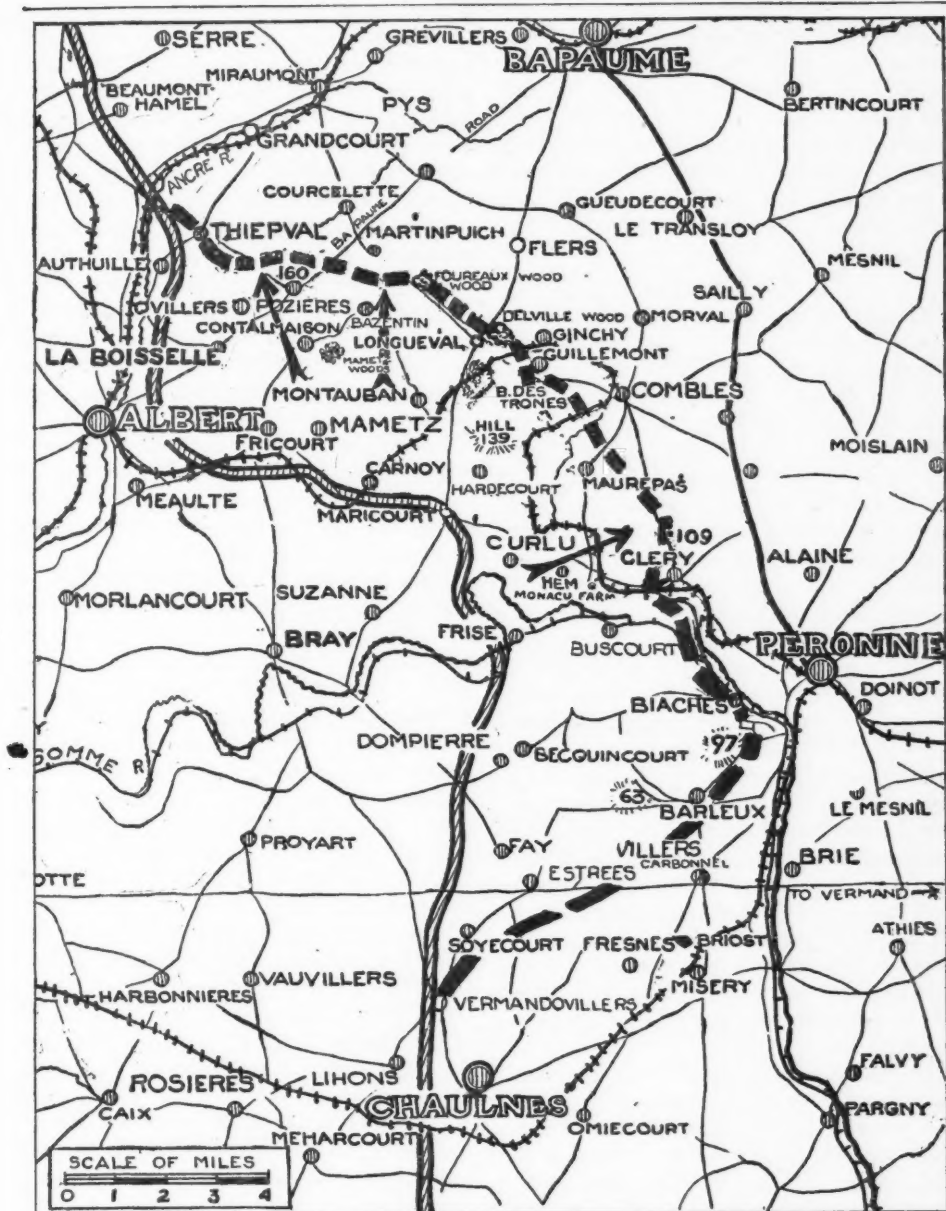 SERRE
GREVILLERS
BAPAUME
MIRAUMONT
BEAUMONT-
HAMEL
PYS
ROAD
BERTINCOURT
GRANDCOURT
ANCRE R.
COURCELETTE
BAPAUME
GUEUDECOURT
LE TRANSLOY
THIEPVAL
MARTINPUICH
FLERS
AUTHUILLE
160
FOUREAUX WOOD
WOOD
MESNIL
OVILLERS
POZIÈRES
SAILLY
CONTALMAISON
BAZENTIN
DELVILLE WOOD
MORVAL
LONGUEVAL
GINCHY
LA BOISSELLE
MAMETZ
WOODS
GUILLEMONT
MONTAUBAN
B. DES
TRONES
COMBLES
ALBERT
MAMETZ
HILL
139
FRICOURT
MOISLAIN
CARNOY
HARDECOURT
MAUREPAS
MEAULTE
MARICOURT
CURLU
109
CLERY
ALAINE
HEM
MONACU FARM
MORLANCOURT
SUZANNE
BRAY
FRISE
BUSCOURT
PERONNE
DOINOT
BIACHES
SOMME R
DOMPIERRE
BECQUINCOURT
97
63
BARLEUX
LE MESNIL
PROYART
FAY
VILLERS
CARBONNEL
BRIE
OTTE
ESTREES
TO VERMAND
ATHIES
SOYECOURT
FRESNES
BRIOST
HARBONNIERES
VAUVILLERS
VERMANDOVILLERS
MISERY
FALVY
ROSIERES
LIHONS
CHAULNES
PARGNY
CAIX
MEHARCOURT
OMIECOURT
SCALE OF MILES
0 1 2 3 4